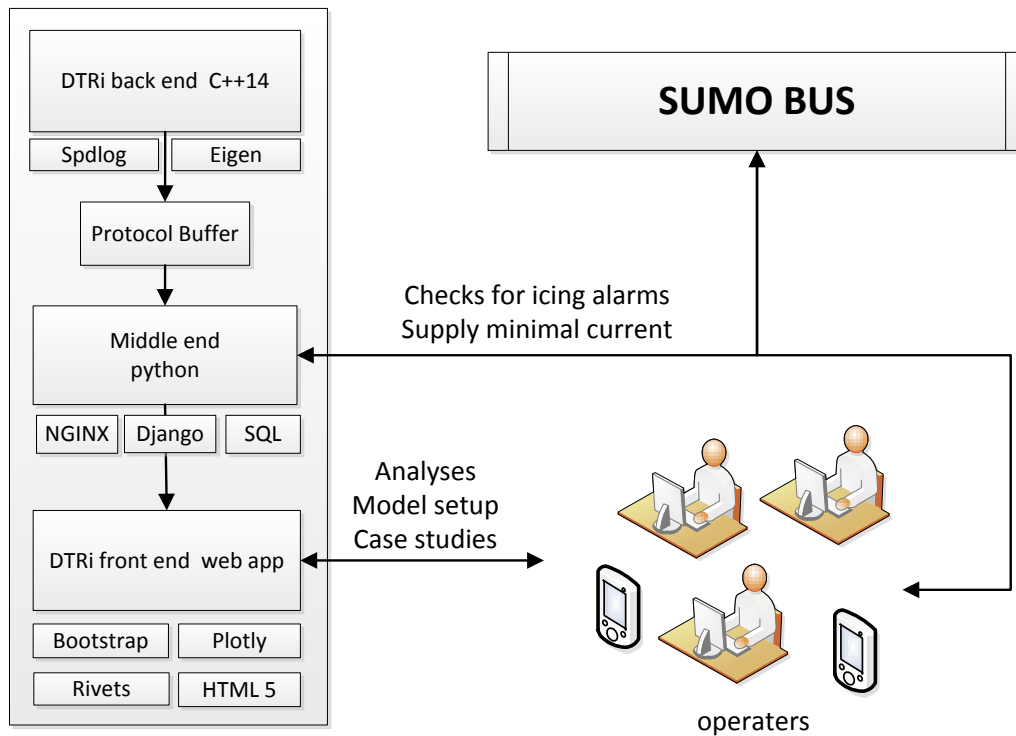 DTRi back end C++14
Spdlog
Eigen
Protocol Buffer
Middle end
python
NGINX
Django
SQL
DTRi front end web app
Bootstrap
Plotly
Rivets
HTML 5
SUMO BUS
Checks for icing alarms
Supply minimal current
Analyses
Model setup
Case studies
operaters